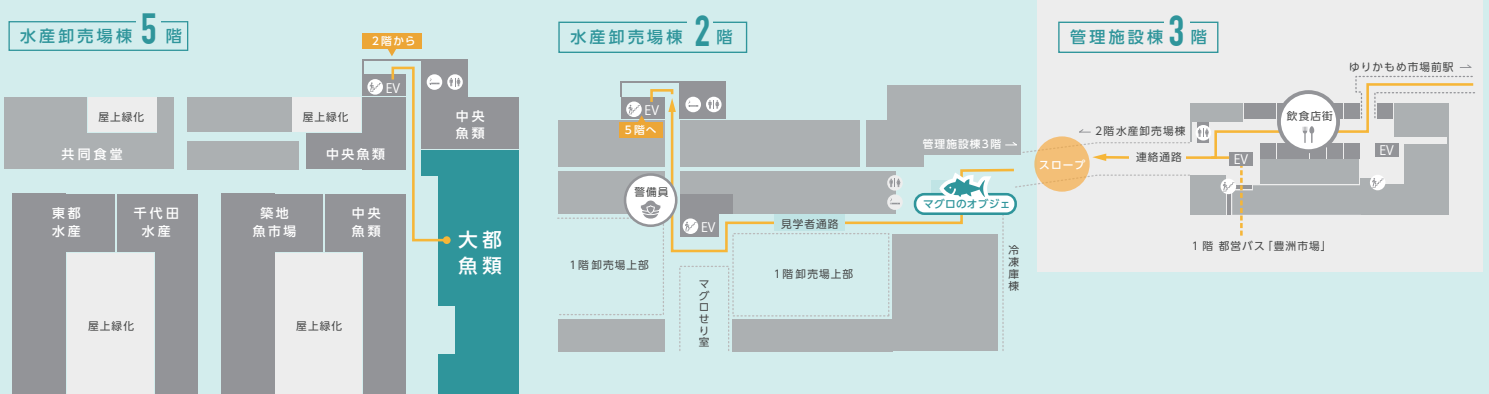 水産卸売場棟 5 階
2階から
EV
屋上緑化
屋上緑化
中央
魚類
共同食堂
中央魚類
東都
水産
千代田
水産
築地
魚市場
中央
魚類
大都
魚類
屋上緑化
屋上緑化
水産卸売場棟 2 階
EV
5階へ
管理施設棟3階 →
警備員
マグロのオブジェ
EV
見学者通路
1階卸売場上部
マグロせり室
1階卸売場上部
冷凍庫棟
管理施設棟 3 階
ゆりかもめ市場前駅 →
飲食店街
← 2階水産卸売場棟
スロープ
連絡通路
EV
EV
1階 都営バス「豊洲市場」